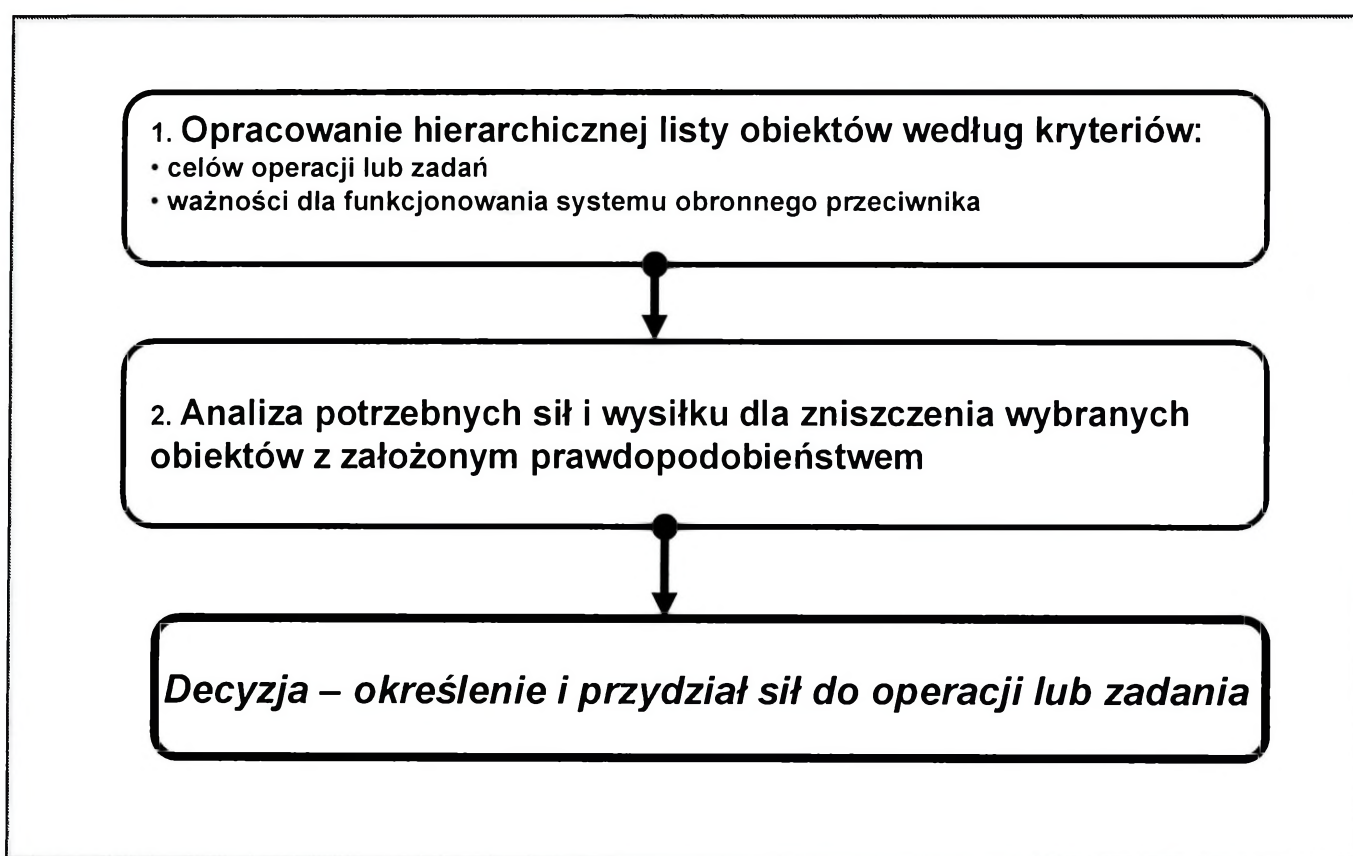 1. Opracowanie hierarchicznej listy obiektów według kryteriów:
• celów operacji lub zadań
• ważności dla funkcjonowania systemu obronnego przeciwnika
2. Analiza potrzebnych sił i wysiłku dla zniszczenia wybranych
obiektów z założonym prawdopodobieństwem
Decyzja – określenie i przydział sił do operacji lub zadania